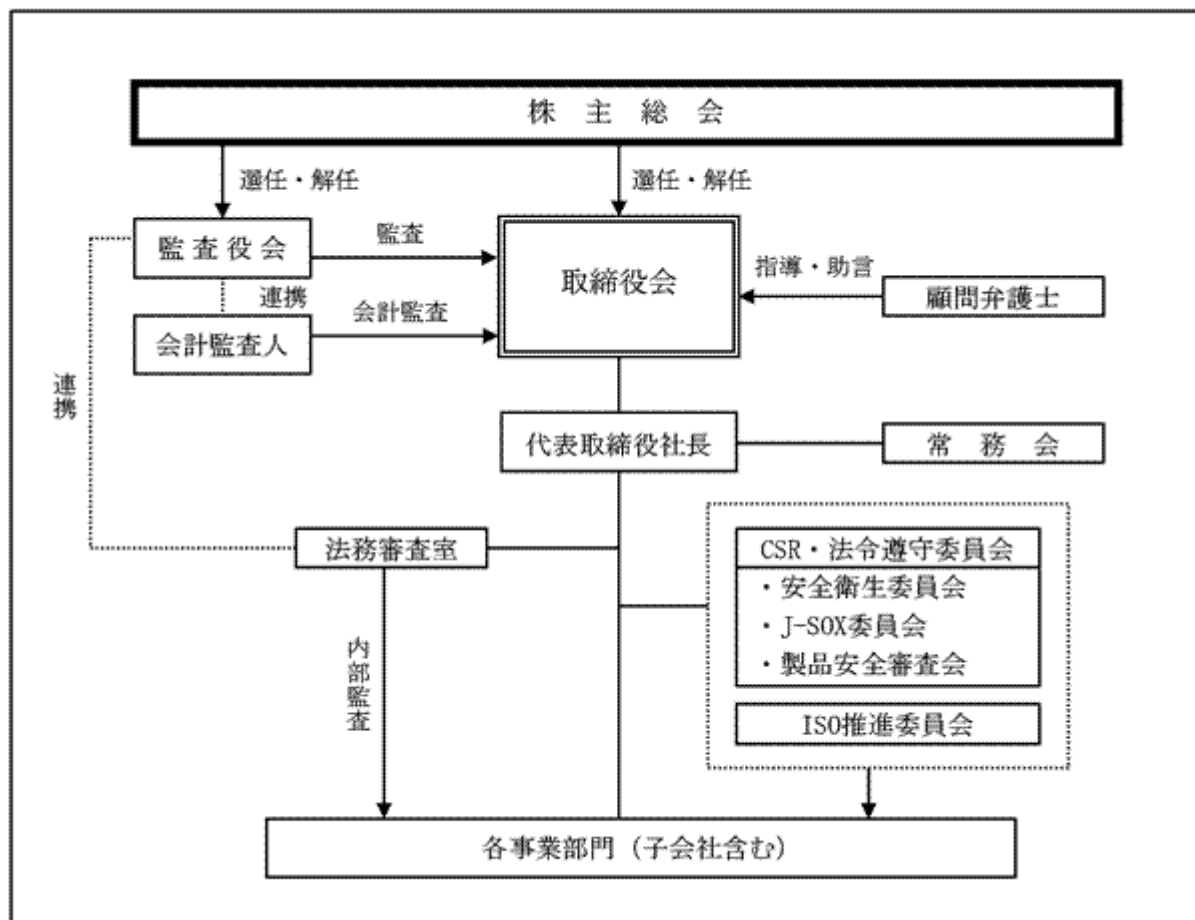 株主総会
選任・解任
選任・解任
監査役会
監査
取締役会
指導・助言
顧問弁護士
連携
会計監査
会計監査人
連携
代表取締役社長
常務会
法務審査室
CSR・法令遵守委員会
・安全衛生委員会
・J-SOX委員会
・製品安全審査会
内部監査
ISO推進委員会
各事業部門（子会社含む）